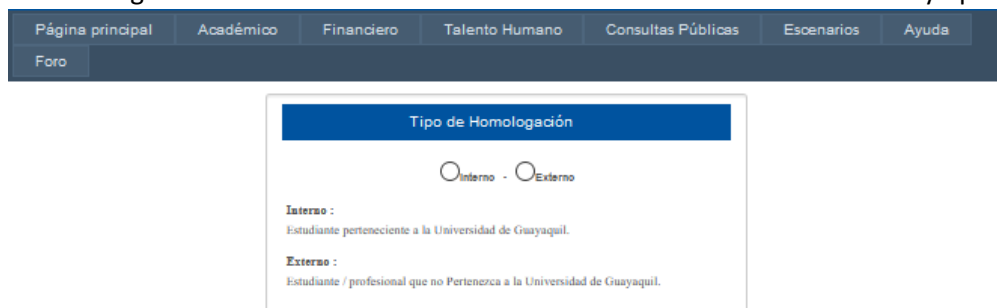 Página principal Académico Financiero Talento Humano Consultas Públicas Escenarios Ayuda
Foro
Tipo de Homologación
Interno - Externo
Interno :
Estudiante perteneciente a la Universidad de Guayaquil.
Externo :
Estudiante / profesional que no Pertenezca a la Universidad de Guayaquil.